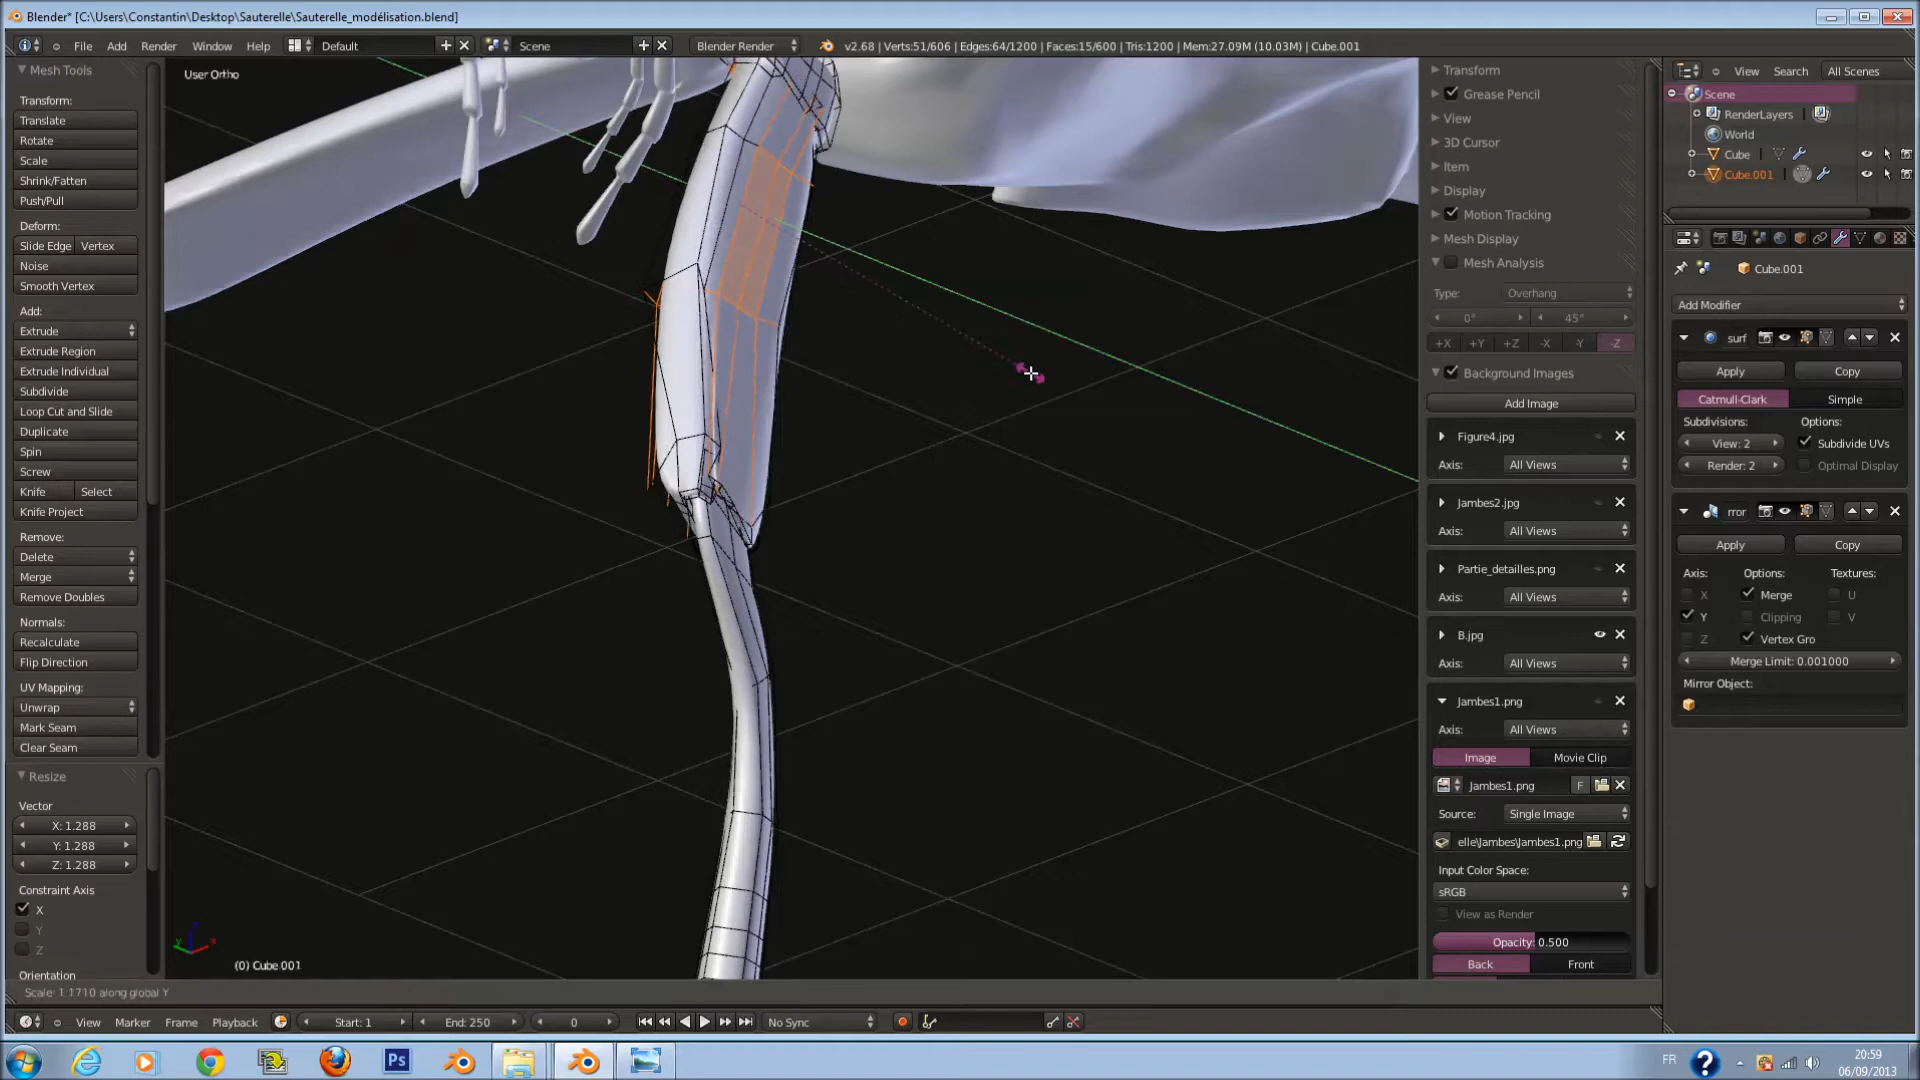 Blender* [C:\Users\Constantin\Desktop\Sauterelle\Sauterelle_modélisation.blend]
File Add Render Window Help Default Scene Blender Render v2.68 | Verts:51/606 | Edges:64/1200 | Faces:15/600 | Tris:1200 | Mem:27.09M (10.03M) | Cube.001
Mesh Tools
Transform:
Translate
Rotate
Scale
Shrink/Fatten
Push/Pull
Deform:
Slide Edge Vertex
Noise
Smooth Vertex
Add:
Extrude
Extrude Region
Extrude Individual
Subdivide
Loop Cut and Slide
Duplicate
Spin
Screw
Knife Select
Knife Project
Remove:
Delete
Merge
Remove Doubles
Normals:
Recalculate
Flip Direction
UV Mapping:
Unwrap
Mark Seam
Clear Seam
Resize
Vector
X: 1.288
Y: 1.288
Z: 1.288
Constraint Axis
X
Y
Z
Orientation
User Ortho
(0) Cube.001
Scale: 1.1710 along global Y
Transform
Grease Pencil
View
3D Cursor
Item
Display
Motion Tracking
Mesh Display
Mesh Analysis
Type: Overhang
0° 45°
+X +Y +Z -X -Y -Z
Background Images
Add Image
Figure4.jpg
Axis: All Views
Jambes2.jpg
Axis: All Views
Partie_detailles.png
Axis: All Views
B.jpg
Axis: All Views
Jambes1.png
Axis: All Views
Image Movie Clip
Jambes1.png F
Source: Single Image
elle\Jambes\Jambes1.png
Input Color Space:
sRGB
View as Render
Opacity: 0.500
Back Front
View Search All Scenes
Scene
RenderLayers
World
Cube
Cube.001
Cube.001
Add Modifier
surf
Apply Copy
Catmull-Clark Simple
Subdivisions: Options:
View: 2 Subdivide UVs
Render: 2 Optimal Display
rror
Apply Copy
Axis: Options: Textures:
X Merge U
Y Clipping V
Z Vertex Gro
Merge Limit: 0.001000
Mirror Object:
View Marker Frame Playback Start: 1 End: 250 0 No Sync
Ps
FR
20:59
06/09/2013